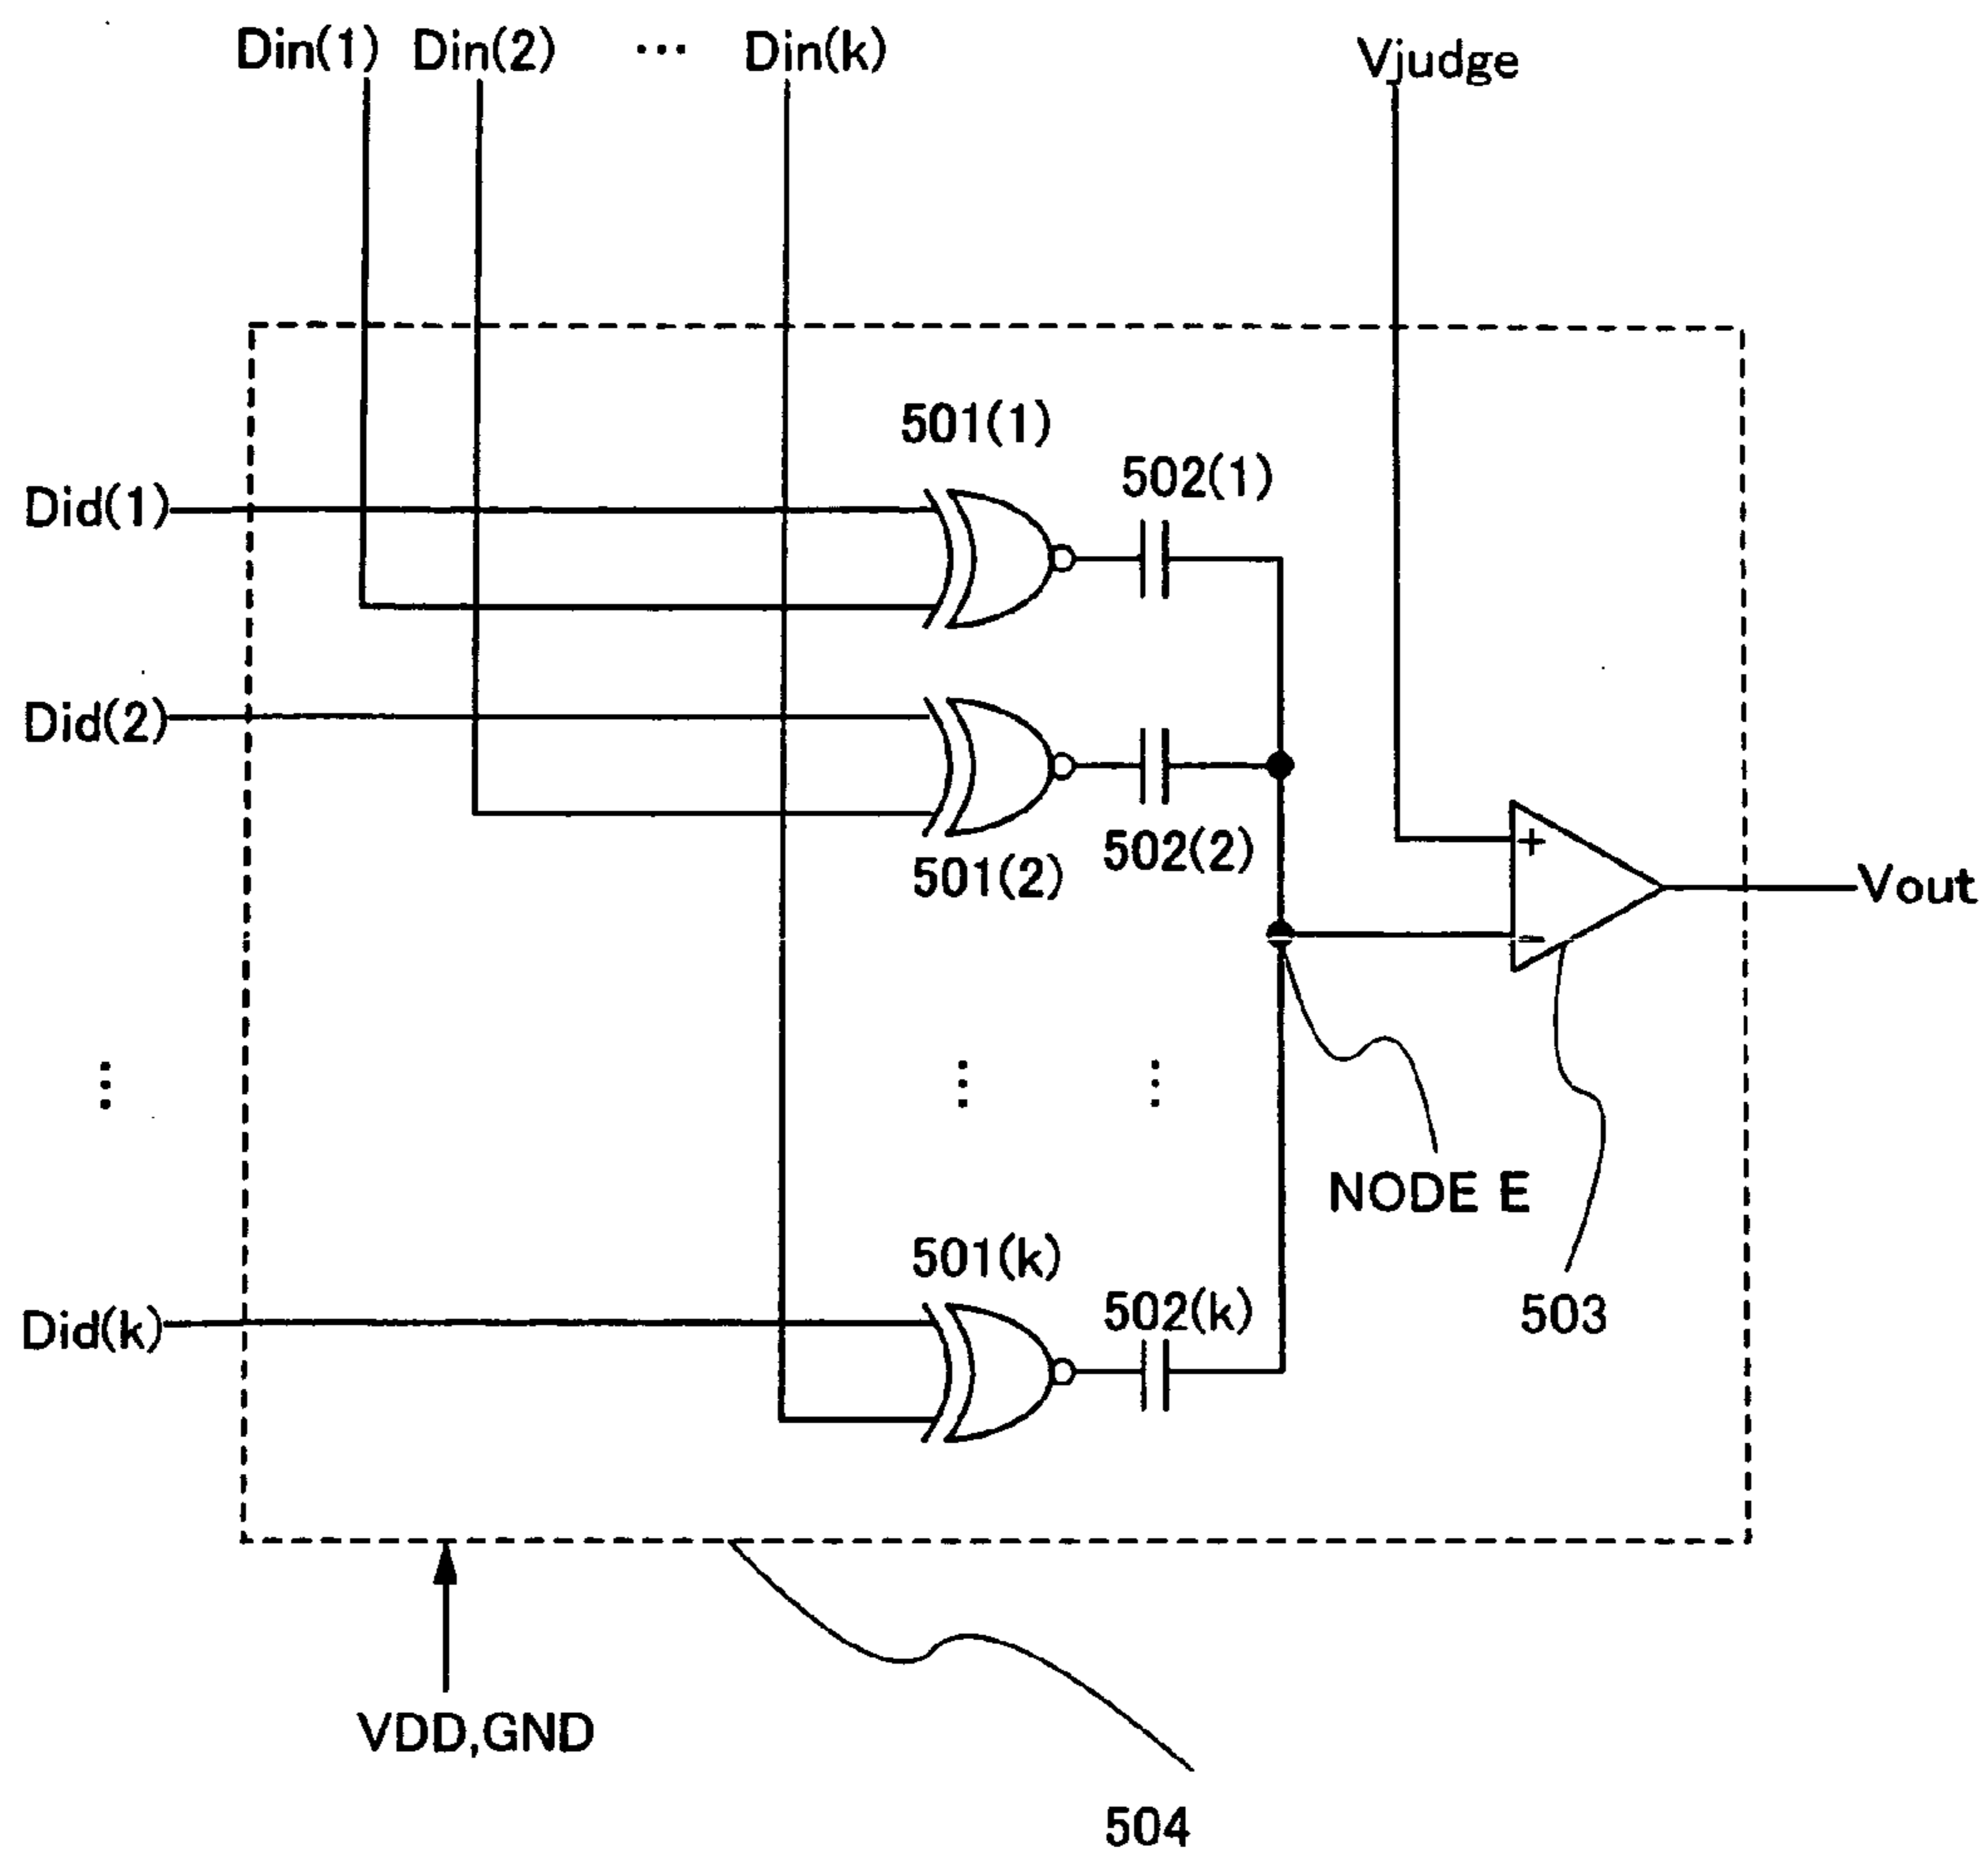 Din(1) Din(2) ... Din(k)
Vjudge
501(1)
502(1)
Did(1)
Did(2)
501(2)
502(2)
+
-
Vout
⋮
⋮
⋮
NODE E
503
501(k)
502(k)
Did(k)
VDD,GND
504